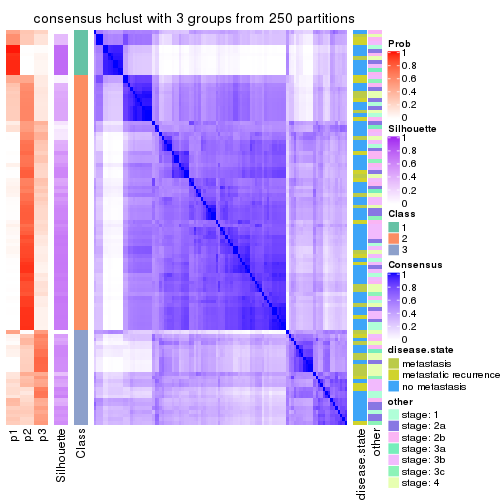 consensus hclust with 3 groups from 250 partitions
Prob
1
0.8
0.6
0.4
0.2
0
Silhouette
1
0.8
0.6
0.4
0.2
0
Class
1
2
3
Consensus
1
0.8
0.6
0.4
0.2
0
disease.state
metastasis
metastatic recurrence
no metastasis
other
stage: 1
stage: 2a
stage: 2b
stage: 3a
stage: 3b
stage: 3c
stage: 4
p1
p2
p3
Silhouette
Class
disease.state
other